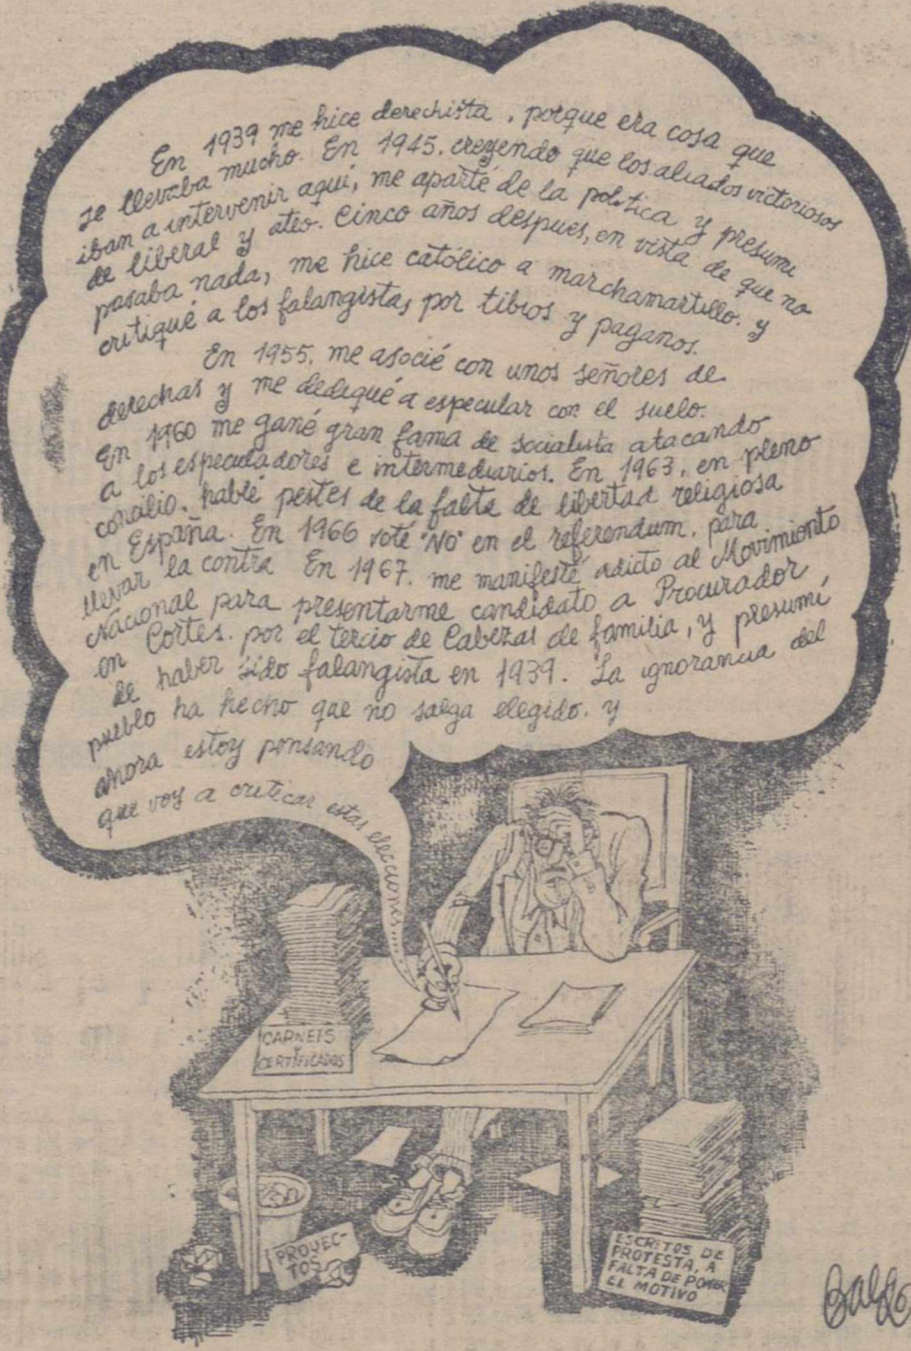 En 1939 me hice derechista, porque era cosa que
se llevaba mucho. En 1945, creyendo que los aliados victoriosos
iban a intervenir aquí, me aparté de la política y presumí
de liberal y ateo. Cinco años despues, en vista de que no
pasaba nada, me hice católico a marchamartillo. y
critiqué a los falangistas por tibios y paganos.
En 1955, me asocié con unos señores de
derechas y me dediqué a especular con el suelo.
En 1960 me gané gran fama de socialista atacando
a los especuladores e intermediarios. En 1963, en pleno
concilio, hablé pestes de la falta de libertad religiosa
en España. En 1966 voté "No" en el referendum, para
llevar la contra. En 1967, me manifesté adicto al Movimiento
Nacional para presentarme candidato a Procurador
en Cortes, por el tercio de Cabezas de familia, y presumí
de haber sido falangista en 1939. La ignorancia del
pueblo ha hecho que no salga elegido. y
ahora estoy pensando
que voy a criticar estas elecciones......
CARNETS
Y
CERTIFICADOS
PROYEC-
TOS
ESCRITOS DE
PROTESTA, A
FALTA DE PONER
EL MOTIVO